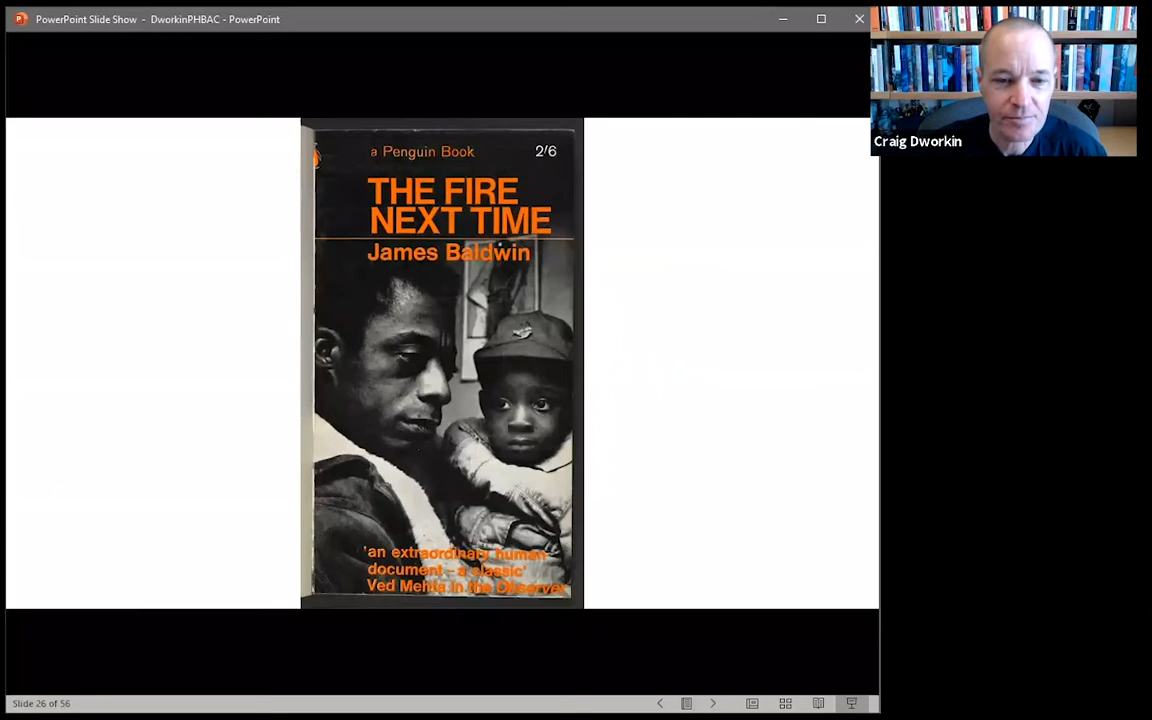 PowerPoint Slide Show - DworkinPHBAC - PowerPoint
Craig Dworkin
a Penguin Book 2/6
THE FIRE
NEXT TIME
James Baldwin
'an extraordinary human
document – a classic'
Ved Mehta in the Observer
Slide 26 of 56